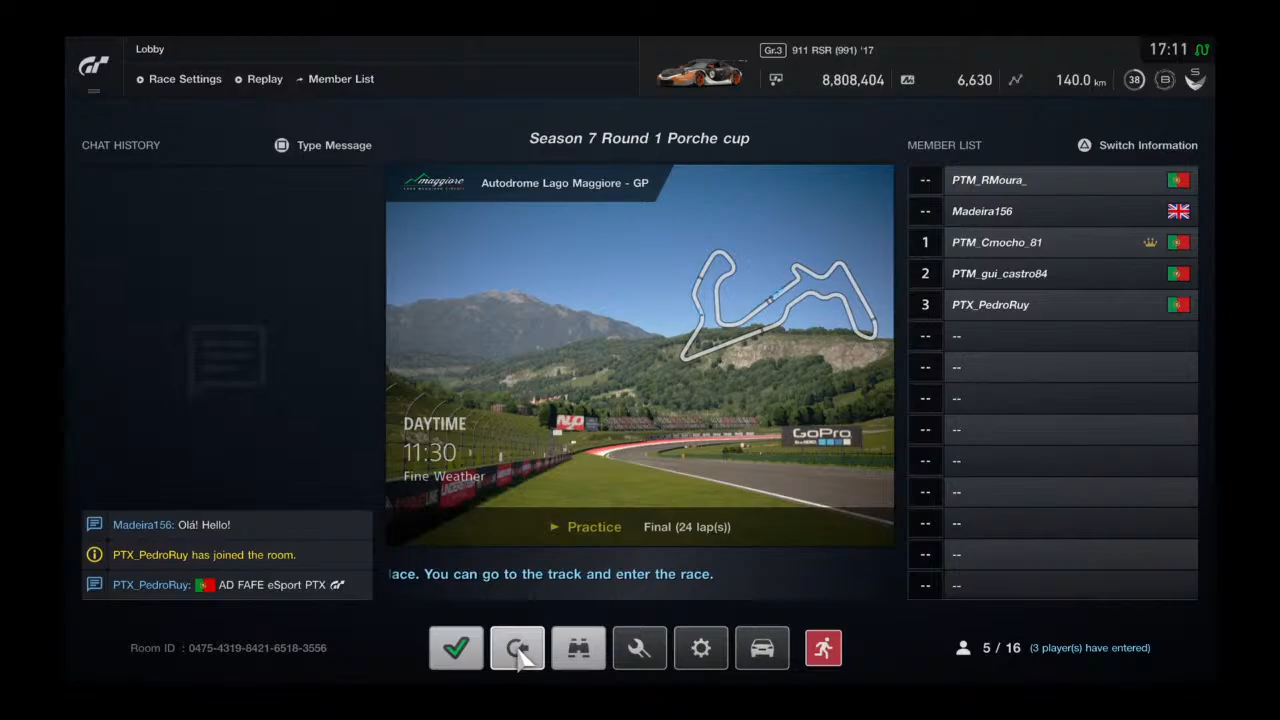 Lobby
Race Settings Replay Member List
Gr.3 911 RSR (991) '17
17:11
8,808,404 6,630 140.0 km 38 B S
CHAT HISTORY Type Message
Season 7 Round 1 Porche cup
MEMBER LIST Switch Information
maggiore
Autodrome Lago Maggiore - GP
-- PTM_RMoura_
-- Madeira156
1 PTM_Cmocho_81
2 PTM_gui_castro84
3 PTX_PedroRuy
-- --
-- --
-- --
-- --
-- --
-- --
-- --
-- --
-- --
DAYTIME
11:30
Fine Weather
GoPro
Practice Final (24 lap(s))
Madeira156: Olá! Hello!
PTX_PedroRuy has joined the room.
PTX_PedroRuy: AD FAFE eSport PTX
lace. You can go to the track and enter the race.
Room ID : 0475-4319-8421-6518-3556
5 / 16 (3 player(s) have entered)